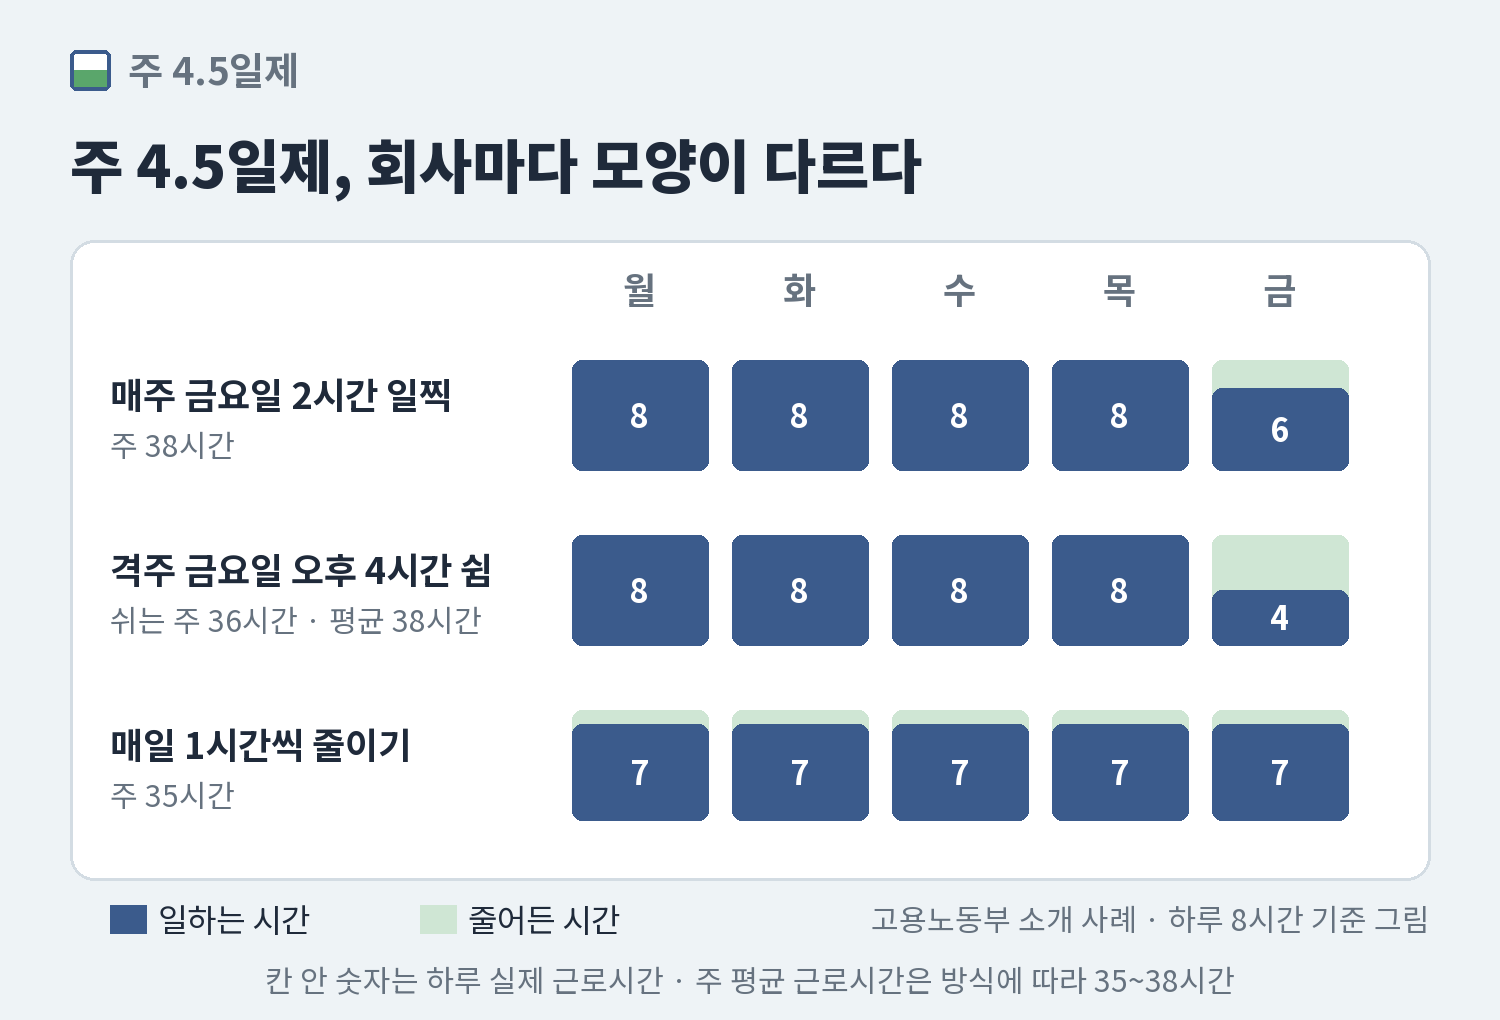 주 4.5일제
주 4.5일제, 회사마다 모양이 다르다
월 화 수 목 금
매주 금요일 2시간 일찍
주 38시간
8 8 8 8 6
격주 금요일 오후 4시간 쉼
쉬는 주 36시간 · 평균 38시간
8 8 8 8 4
매일 1시간씩 줄이기
주 35시간
7 7 7 7 7
일하는 시간 줄어든 시간 고용노동부 소개 사례 · 하루 8시간 기준 그림
칸 안 숫자는 하루 실제 근로시간 · 주 평균 근로시간은 방식에 따라 35~38시간